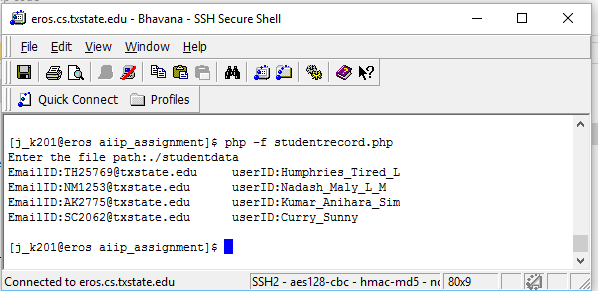 eros.cs.txstate.edu - Bhavana - SSH Secure Shell
File Edit View Window Help
Quick Connect Profiles
[j_k201@eros aiip_assignment]$ php -f studentrecord.php
Enter the file path:./studentdata
EmailID:TH25769@txstate.edu userID:Humphries_Tired_L
EmailID:NM1253@txstate.edu userID:Nadash_Maly_L_M
EmailID:AK2775@txstate.edu userID:Kumar_Anihara_Sim
EmailID:SC2062@txstate.edu userID:Curry_Sunny
[j_k201@eros aiip_assignment]$
Connected to eros.cs.txstate.edu SSH2 - aes128-cbc - hmac-md5 - 80x9